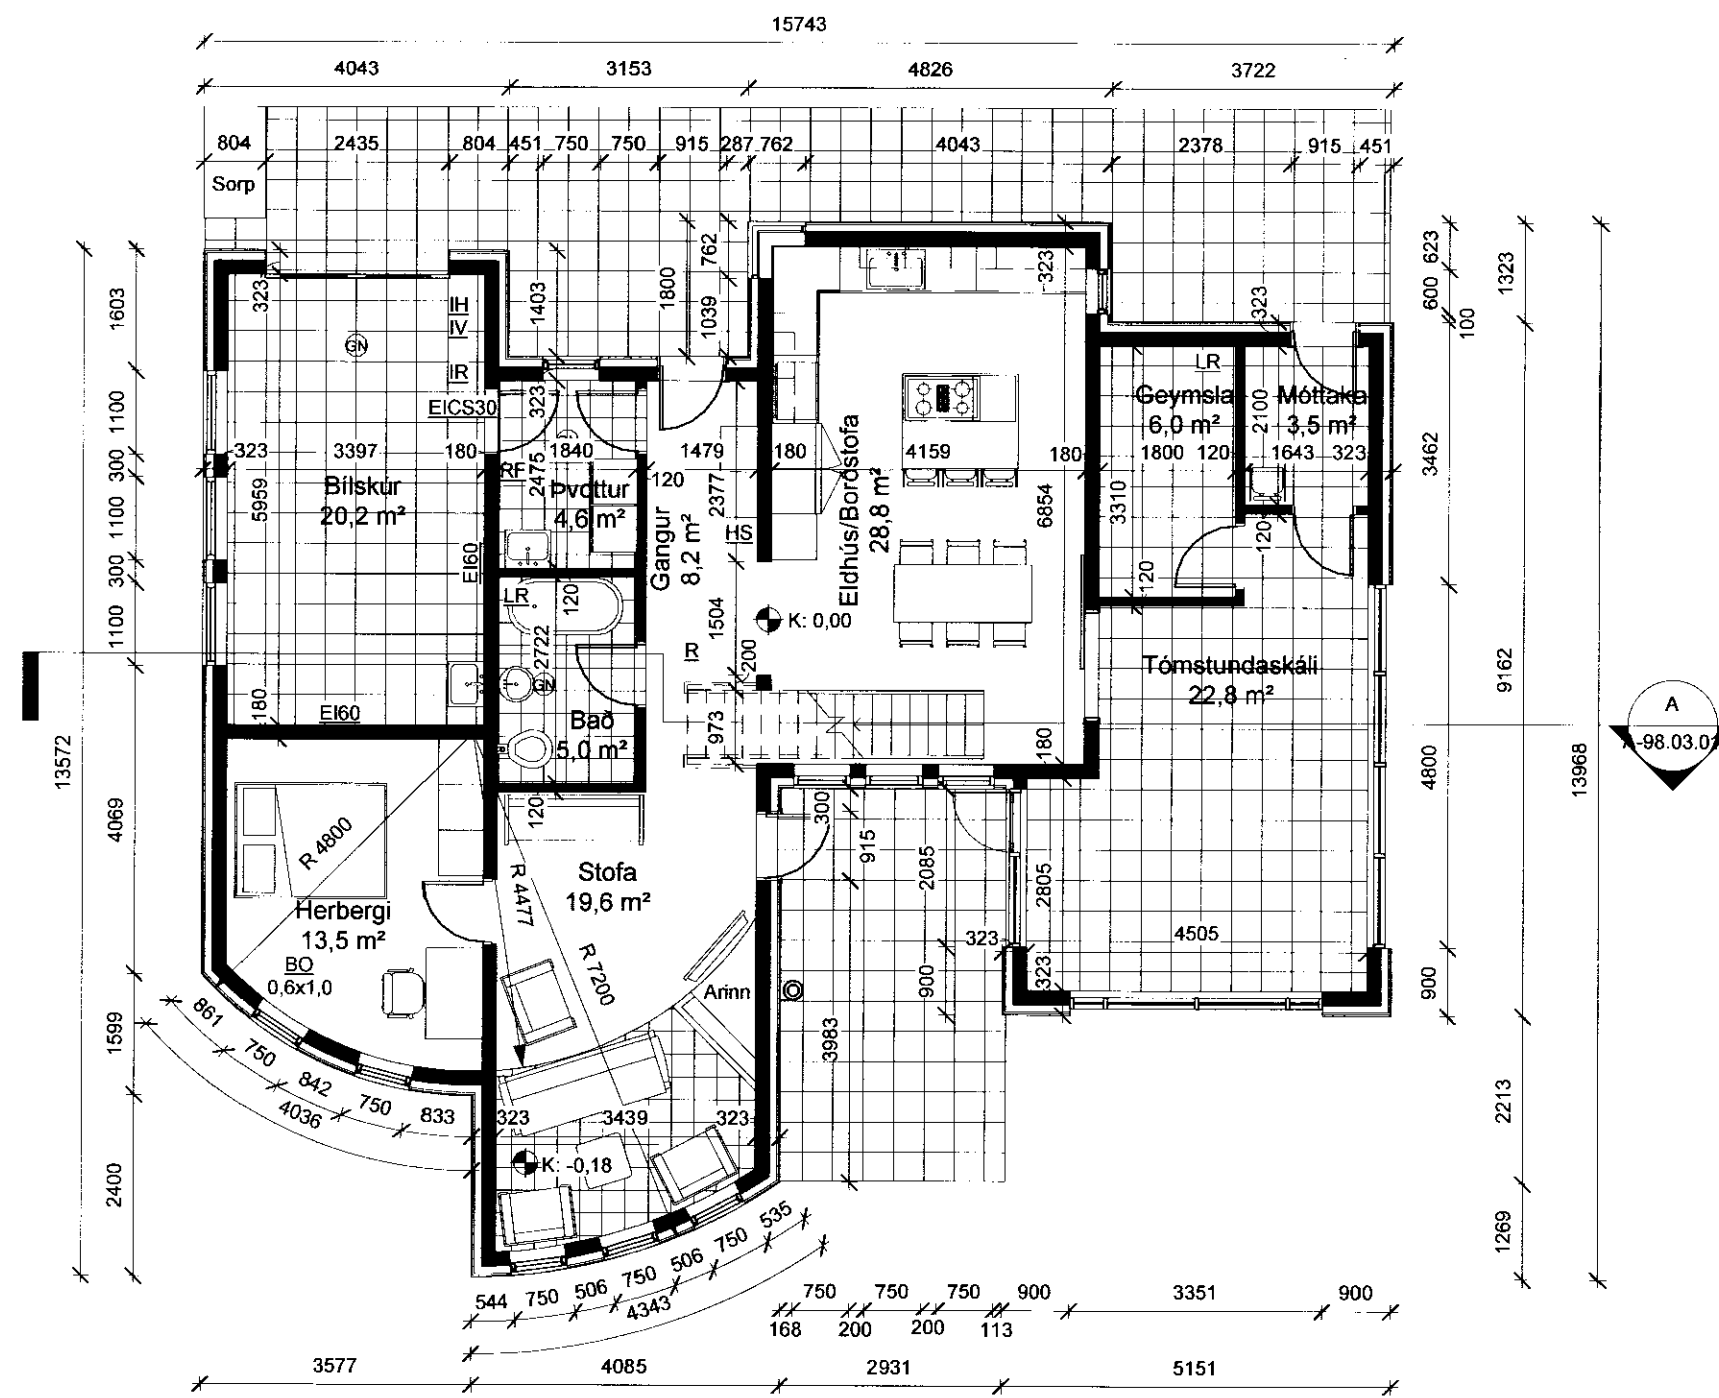 15743
4043 3153 4826 3722
804 2435 804 451 750 750 915 287 762 4043 2378 915 451
Sorp
323
1403
1800
762
1039
323
323
623
600
100
1323
1603
1100
300
1100
300
1100
IH
IV
GN
IR
EICS30
323
LR
Geymsla
6,0 m²
2100
Móttaka
3,5 m²
323 3397 180 1840 1479 180 4159 180 1800 120 1643 323
RF
2475
120
2377
Bílskúr
20,2 m²
5959
Þvottur
4,6 m²
Gangur
8,2 m²
HS
Eldhús/Borðstofa
28,8 m²
6854
3310
120
120
3462
EI60
LR
120
2722
1504
K: 0,00
R
200
GN
Tómstundaskáli
22,8 m²
9162
A
A-98.03.01
13572
13968
180
EI60
Bað
5,0 m²
973
180
4800
4069
R 4800
120
R 4477
Stofa
19,6 m²
300
915
2085
2805
Herbergi
13,5 m²
BO
0,6x1,0
R 7200
Arinn
323
4505
900
323
900
3983
1599
861
750
842
750
833
4036
323 3439 323
K: -0,18
2400
2213
1269
544 750 506 750 506 750 535
4343
750 750 750 900 3351 900
168 200 200 113
3577 4085 2931 5151